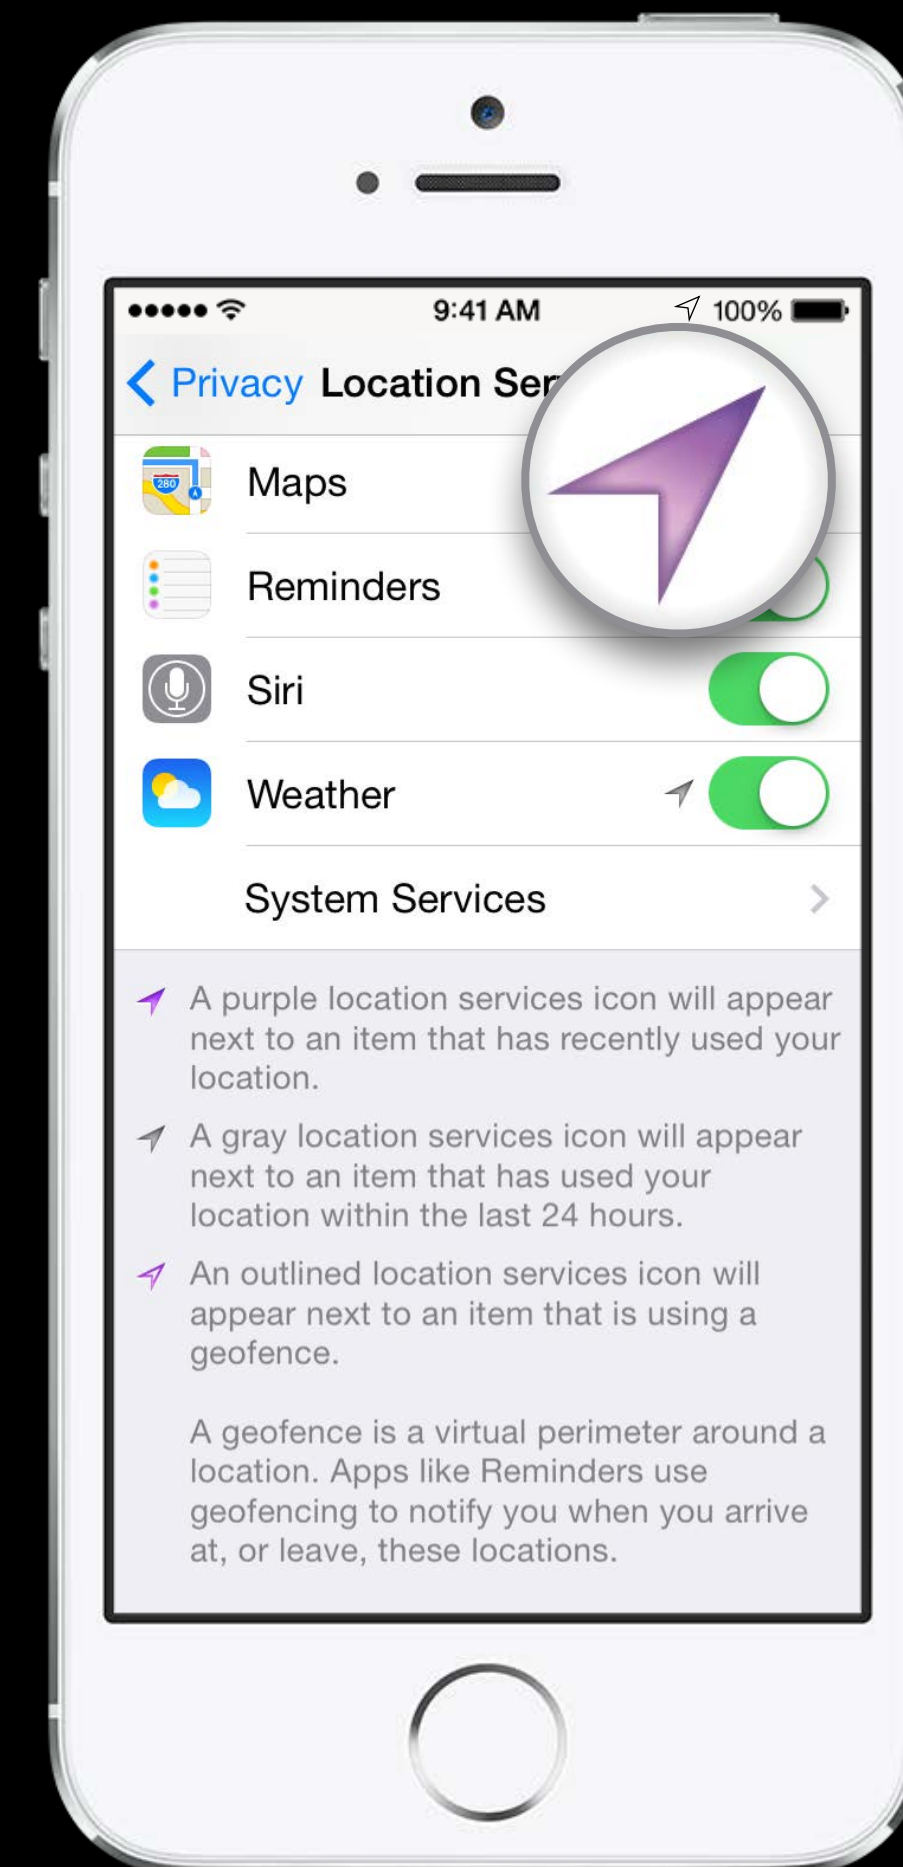 9:41 AM 100%
Privacy Location Ser
Maps
280
Reminders
Siri
Weather
System Services
A purple location services icon will appear
next to an item that has recently used your
location.
A gray location services icon will appear
next to an item that has used your
location within the last 24 hours.
An outlined location services icon will
appear next to an item that is using a
geofence.
A geofence is a virtual perimeter around a
location. Apps like Reminders use
geofencing to notify you when you arrive
at, or leave, these locations.